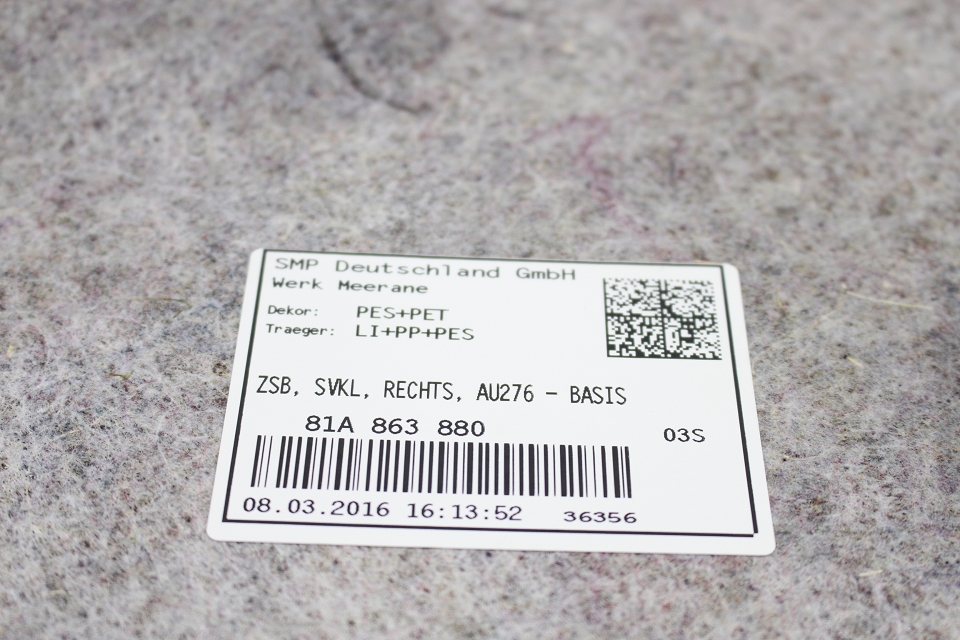 SMP Deutschland GmbH
Werk Meerane
Dekor: PES+PET
Traeger: LI+PP+PES
ZSB, SVKL, RECHTS, AU276 - BASIS
81A 863 880 03S
08.03.2016 16:13:52 36356